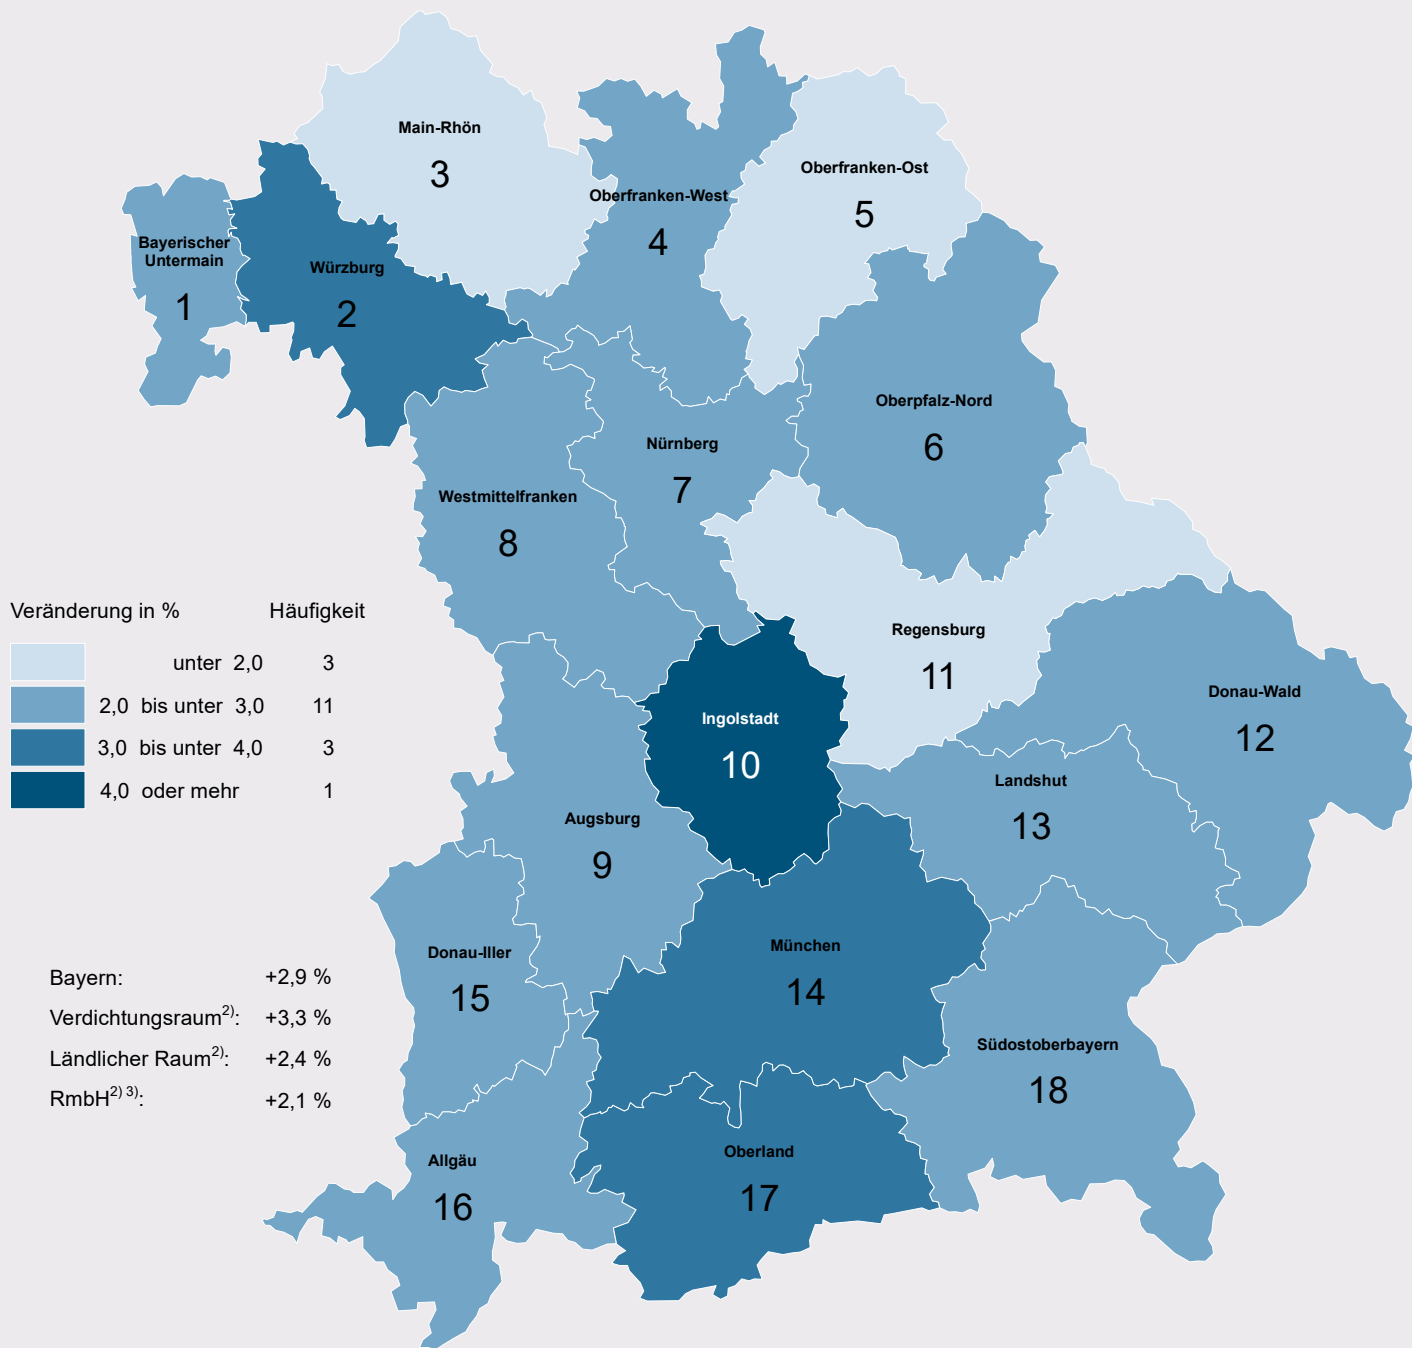 Main-Rhön
3
Oberfranken-Ost
5
Oberfranken-West
4
Bayerischer
Untermain
1
Würzburg
2
Oberpfalz-Nord
6
Nürnberg
7
Westmittelfranken
8
Veränderung in % Häufigkeit
unter 2,0 3
2,0 bis unter 3,0 11
3,0 bis unter 4,0 3
4,0 oder mehr 1
Regensburg
11
Donau-Wald
12
Ingolstadt
10
Landshut
13
Augsburg
9
München
14
Donau-Iller
15
Bayern: +2,9 %
Verdichtungsraum2): +3,3 %
Ländlicher Raum2): +2,4 %
RmbH2) 3): +2,1 %
Südostoberbayern
18
Oberland
17
Allgäu
16